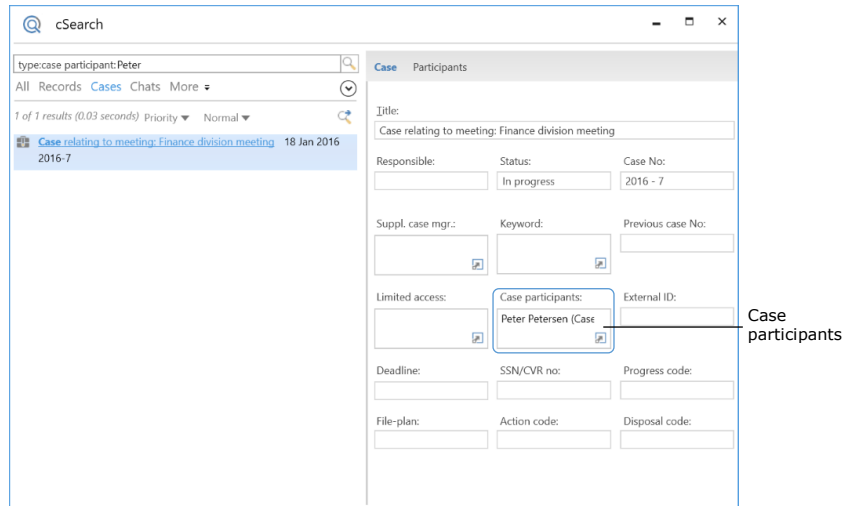 cSearch
type:case participant:Peter
All Records Cases Chats More
1 of 1 results (0.03 seconds) Priority Normal
Case relating to meeting: Finance division meeting 18 Jan 2016
2016-7
Case Participants
Title:
Case relating to meeting: Finance division meeting
Responsible: Status: Case No:
In progress 2016 - 7
Suppl. case mgr.: Keyword: Previous case No:
Limited access: Case participants: External ID:
Peter Petersen (Case
Deadline: SSN/CVR no: Progress code:
File-plan: Action code: Disposal code:
Case
participants